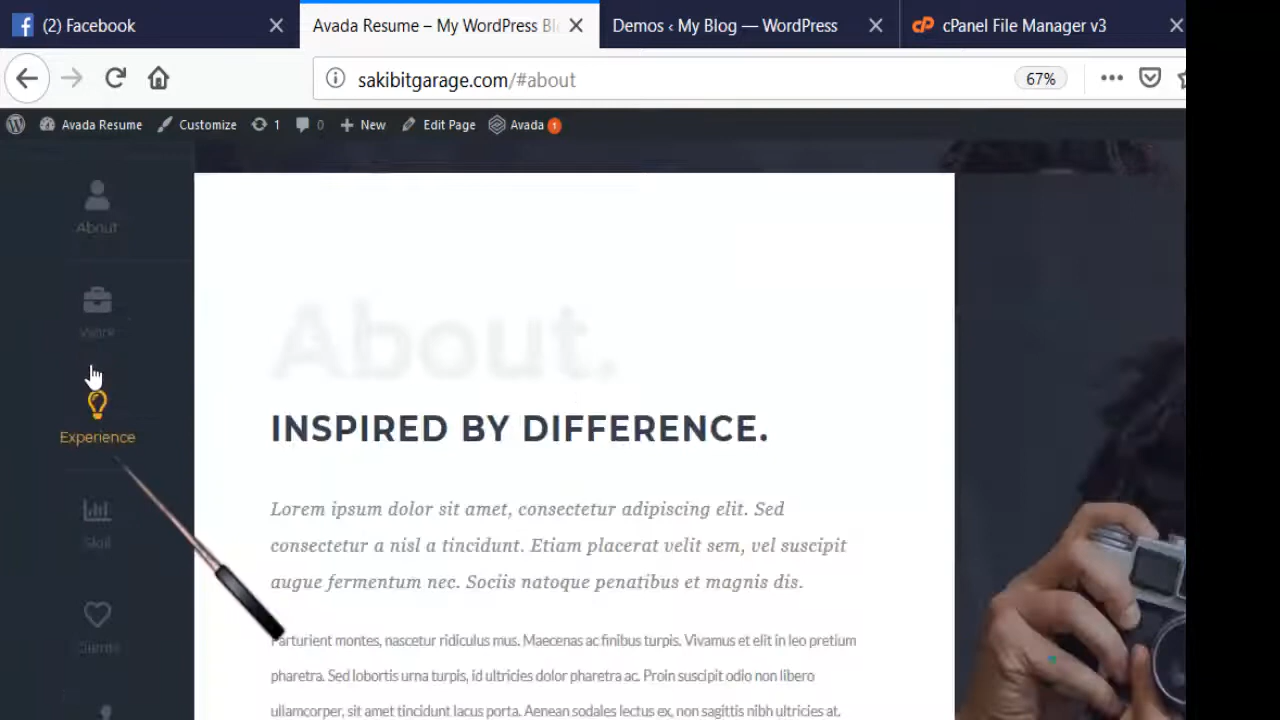 (2) Facebook
Avada Resume – My WordPress Bl
Demos ‹ My Blog — WordPress
cPanel File Manager v3
sakibitgarage.com/#about
67%
Avada Resume
Customize
1
0
New
Edit Page
Avada 1
About
Work
Experience
Skill
Clients
About.
INSPIRED BY DIFFERENCE.
Lorem ipsum dolor sit amet, consectetur adipiscing elit. Sed
consectetur a nisl a tincidunt. Etiam placerat velit sem, vel suscipit
augue fermentum nec. Sociis natoque penatibus et magnis dis.
Parturient montes, nascetur ridiculus mus. Maecenas ac finibus turpis. Vivamus et elit in leo pretium
pharetra. Sed lobortis urna turpis, id ultricies dolor pharetra ac. Proin suscipit odio non libero
ullamcorper, sit amet tincidunt lacus porta. Aenean sodales lectus ex, non sagittis nibh ultricies at.